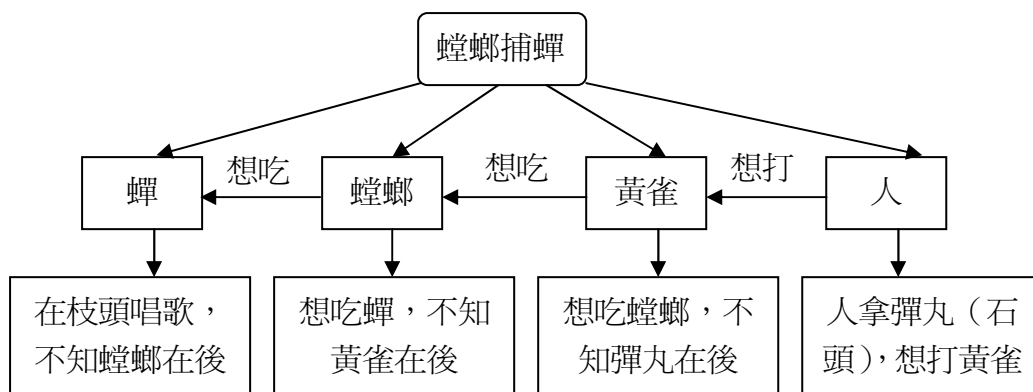 螳螂捕蟬
想吃
想吃
想打
蟬
螳螂
黃雀
人
在枝頭唱歌，
不知螳螂在後
想吃蟬，不知
黃雀在後
想吃螳螂，不
知彈丸在後
人拿彈丸（石
頭），想打黃雀